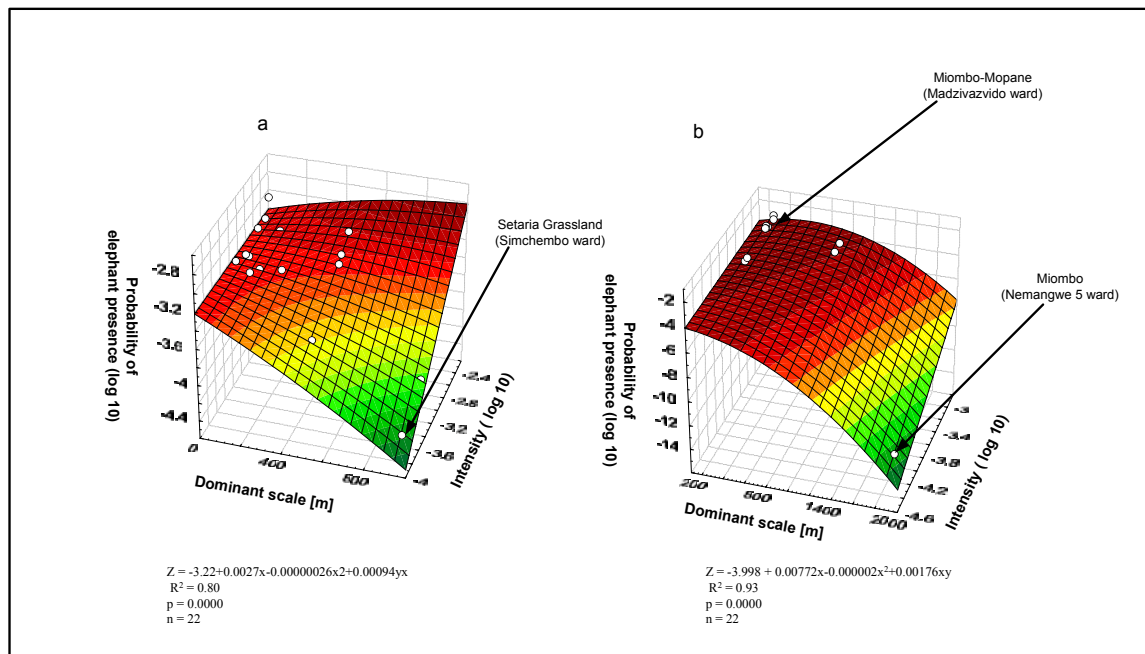 a
Setaria Grassland
(Simchembo ward)
Probability of
elephant presence (log 10)
-2.8
-3.2
-3.6
-4
-4.4
0
400
800
Dominant scale [m]
-2.4
-2.8
-3.2
-3.6
-4
Intensity ( log 10)
Z = -3.22+0.0027x-0.00000026x2+0.00094yx
R² = 0.80
p = 0.0000
n = 22
b
Miombo-Mopane
(Madzivazvido ward)
Miombo
(Nemangwe 5 ward)
Probability of
elephant presence (log 10)
-2
-4
-6
-8
-10
-12
-14
200
800
1400
2000
Dominant scale [m]
-3
-3.4
-3.8
-4.2
-4.6
Intensity ( log 10)
Z = -3.998 + 0.00772x-0.000002x²+0.00176xy
R² = 0.93
p = 0.0000
n = 22